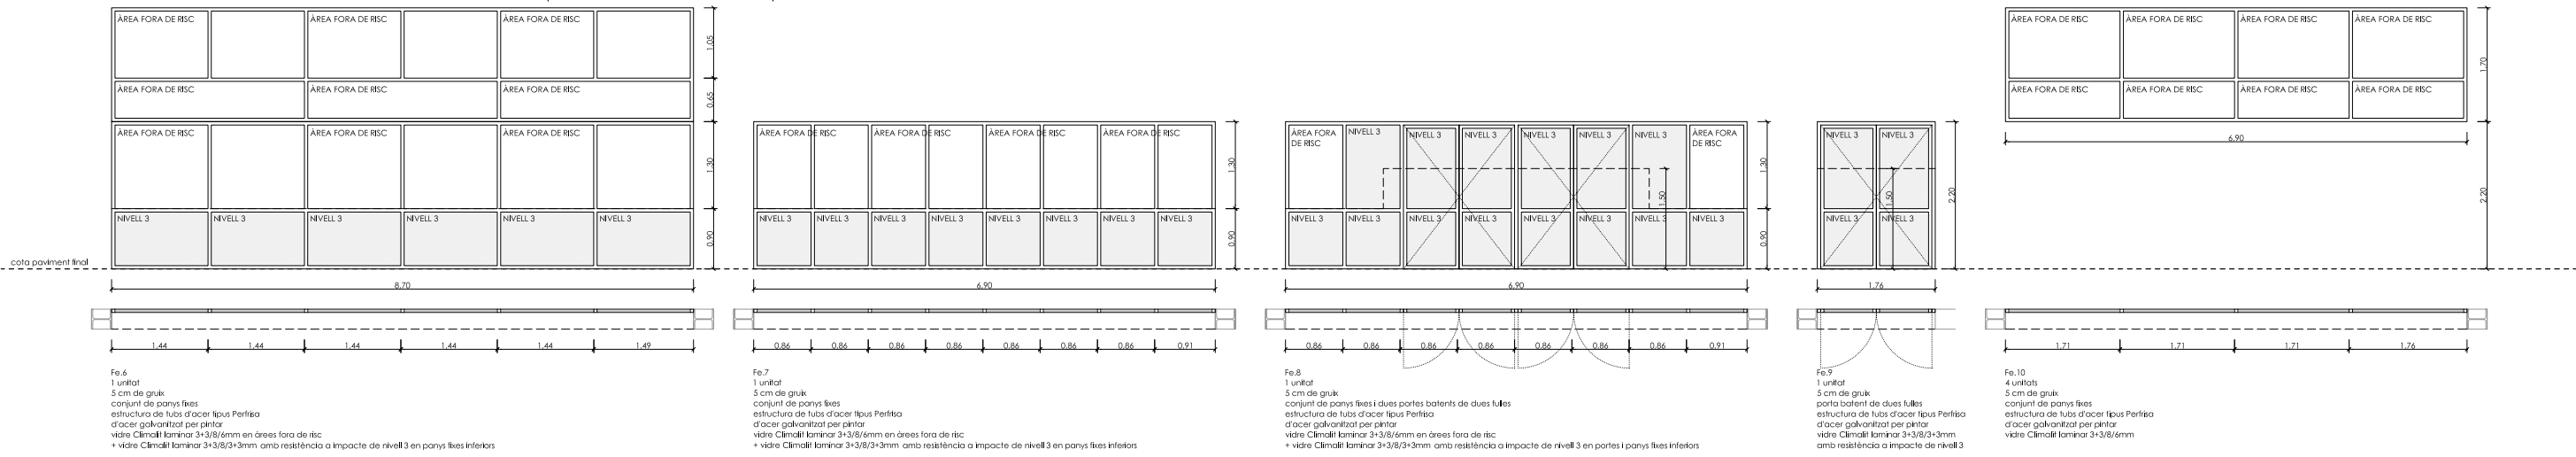 ÀREA FORA DE RISC
ÀREA FORA DE RISC
ÀREA FORA DE RISC
1.05
ÀREA FORA DE RISC
ÀREA FORA DE RISC
ÀREA FORA DE RISC
0.65
ÀREA FORA DE RISC
ÀREA FORA DE RISC
ÀREA FORA DE RISC
1.30
NIVELL 3
NIVELL 3
NIVELL 3
NIVELL 3
NIVELL 3
NIVELL 3
0.90
cota paviment final
8.70
1.44
1.44
1.44
1.44
1.44
1.49
Fe.6
1 unitat
5 cm de gruix
conjunt de panys fixes
estructura de tubs d'acer tipus Perfrisa
d'acer galvanitzat per pintar
vidre Climalit laminar 3+3/8/6mm en àrees fora de risc
+ vidre Climalit laminar 3+3/8/3+3mm amb resistència a impacte de nivell 3 en panys fixes inferiors
ÀREA FORA DE RISC
ÀREA FORA DE RISC
ÀREA FORA DE RISC
ÀREA FORA DE RISC
1.30
NIVELL 3
NIVELL 3
NIVELL 3
NIVELL 3
NIVELL 3
NIVELL 3
NIVELL 3
NIVELL 3
0.90
6.90
0.86
0.86
0.86
0.86
0.86
0.86
0.86
0.91
Fe.7
1 unitat
5 cm de gruix
conjunt de panys fixes
estructura de tubs d'acer tipus Perfrisa
d'acer galvanitzat per pintar
vidre Climalit laminar 3+3/8/6mm en àrees fora de risc
+ vidre Climalit laminar 3+3/8/3+3mm amb resistència a impacte de nivell 3 en panys fixes inferiors
ÀREA FORA
DE RISC
NIVELL 3
NIVELL 3
NIVELL 3
NIVELL 3
NIVELL 3
NIVELL 3
ÀREA FORA
DE RISC
1.30
1.50
NIVELL 3
NIVELL 3
NIVELL 3
NIVELL 3
NIVELL 3
NIVELL 3
NIVELL 3
NIVELL 3
0.90
6.90
0.86
0.86
0.86
0.86
0.86
0.86
0.86
0.91
Fe.8
1 unitat
5 cm de gruix
conjunt de panys fixes i dues portes batents de dues fulles
estructura de tubs d'acer tipus Perfrisa
d'acer galvanitzat per pintar
vidre Climalit laminar 3+3/8/6mm en àrees fora de risc
+ vidre Climalit laminar 3+3/8/3+3mm amb resistència a impacte de nivell 3 en portes i panys fixes inferiors
NIVELL 3
NIVELL 3
1.50
2.20
NIVELL 3
NIVELL 3
1.76
Fe.9
1 unitat
5 cm de gruix
porta batent de dues fulles
estructura de tubs d'acer tipus Perfrisa
d'acer galvanitzat per pintar
vidre Climalit laminar 3+3/8/3+3mm
amb resistència a impacte de nivell 3
ÀREA FORA DE RISC
ÀREA FORA DE RISC
ÀREA FORA DE RISC
ÀREA FORA DE RISC
1.70
ÀREA FORA DE RISC
ÀREA FORA DE RISC
ÀREA FORA DE RISC
ÀREA FORA DE RISC
6.90
2.20
1.71
1.71
1.71
1.76
Fe.10
4 unitats
5 cm de gruix
conjunt de panys fixes
estructura de tubs d'acer tipus Perfrisa
d'acer galvanitzat per pintar
vidre Climalit laminar 3+3/8/6mm